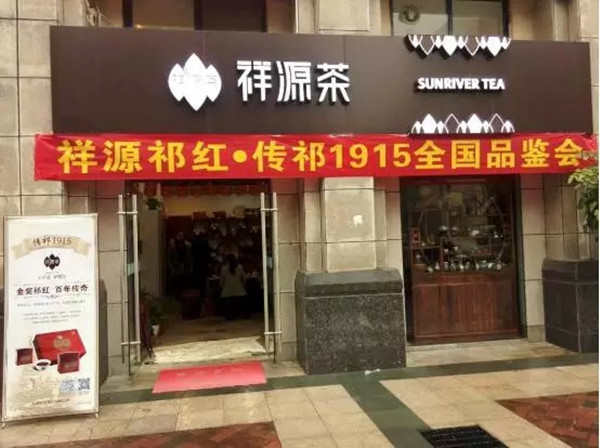 祥源茶
SUNRIVER TEA
祥源祁红•传祁1915全国品鉴会
传祁1915
金奖祁红 百年传奇